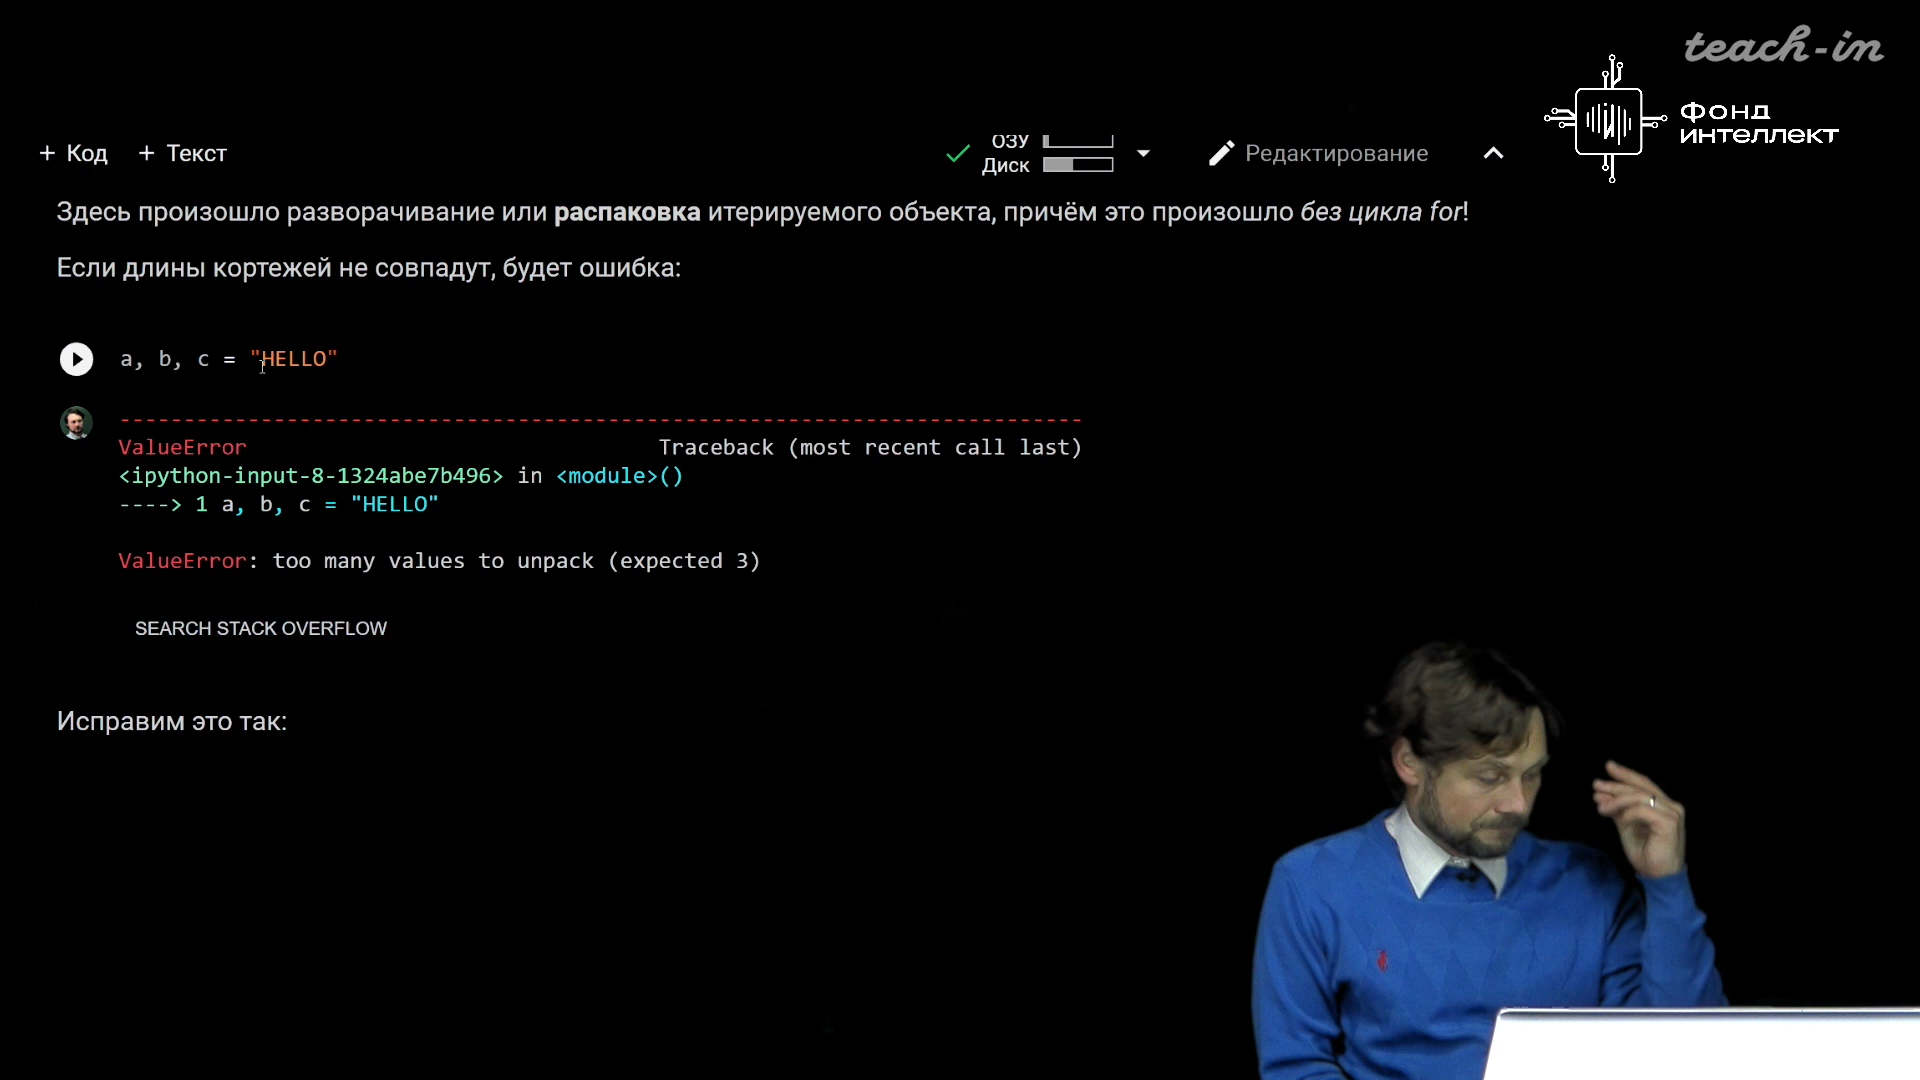 teach-in
ФОНД
ИНТЕЛЛЕКТ
+ Код + Текст
ОЗУ
Диск
Редактирование
Здесь произошло разворачивание или распаковка итерируемого объекта, причём это произошло без цикла for!
Если длины кортежей не совпадут, будет ошибка:
a, b, c = "HELLO"
---------------------------------------------------------------------------
ValueError Traceback (most recent call last)
<ipython-input-8-1324abe7b496> in <module>()
----> 1 a, b, c = "HELLO"
ValueError: too many values to unpack (expected 3)
SEARCH STACK OVERFLOW
Исправим это так: